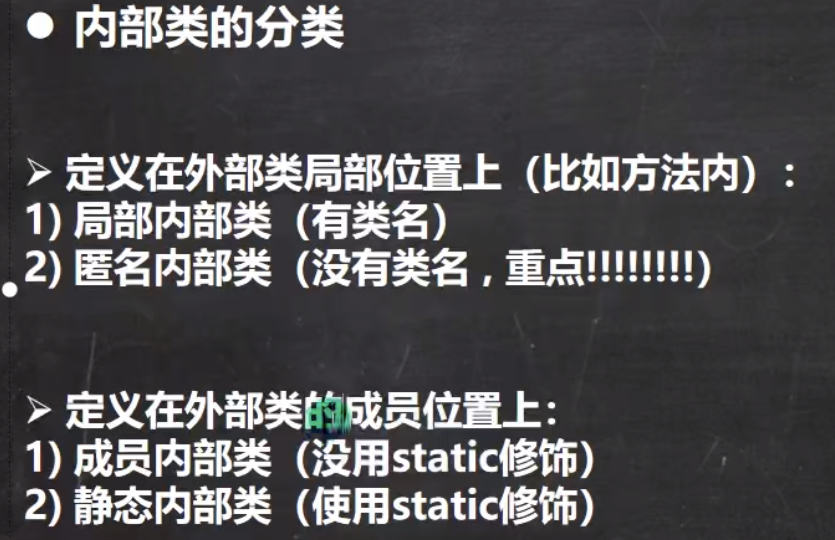 ● 内部类的分类
➢ 定义在外部类局部位置上（比如方法内）：
1) 局部内部类（有类名）
2) 匿名内部类（没有类名，重点!!!!!!!!）
➢ 定义在外部类的成员位置上：
1) 成员内部类（没用static修饰）
2) 静态内部类（使用static修饰）